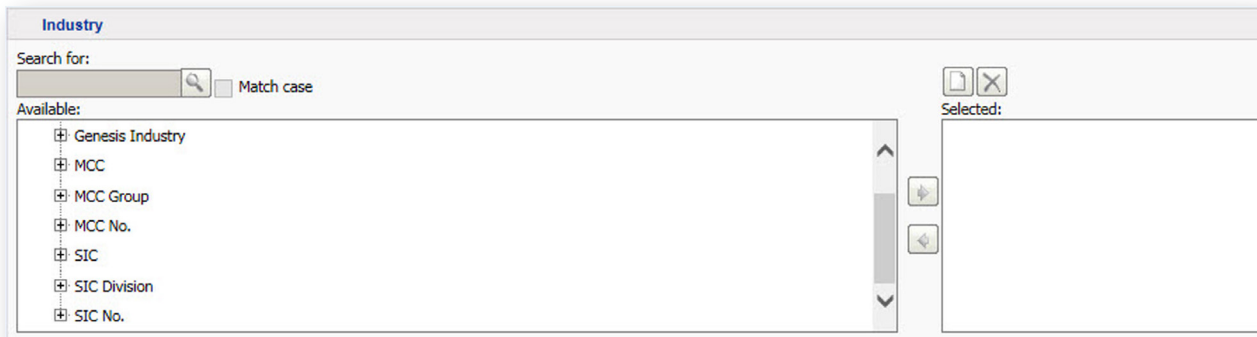 Industry
Search for:
Match case
Available:
Selected:
Genesis Industry
MCC
MCC Group
MCC No.
SIC
SIC Division
SIC No.